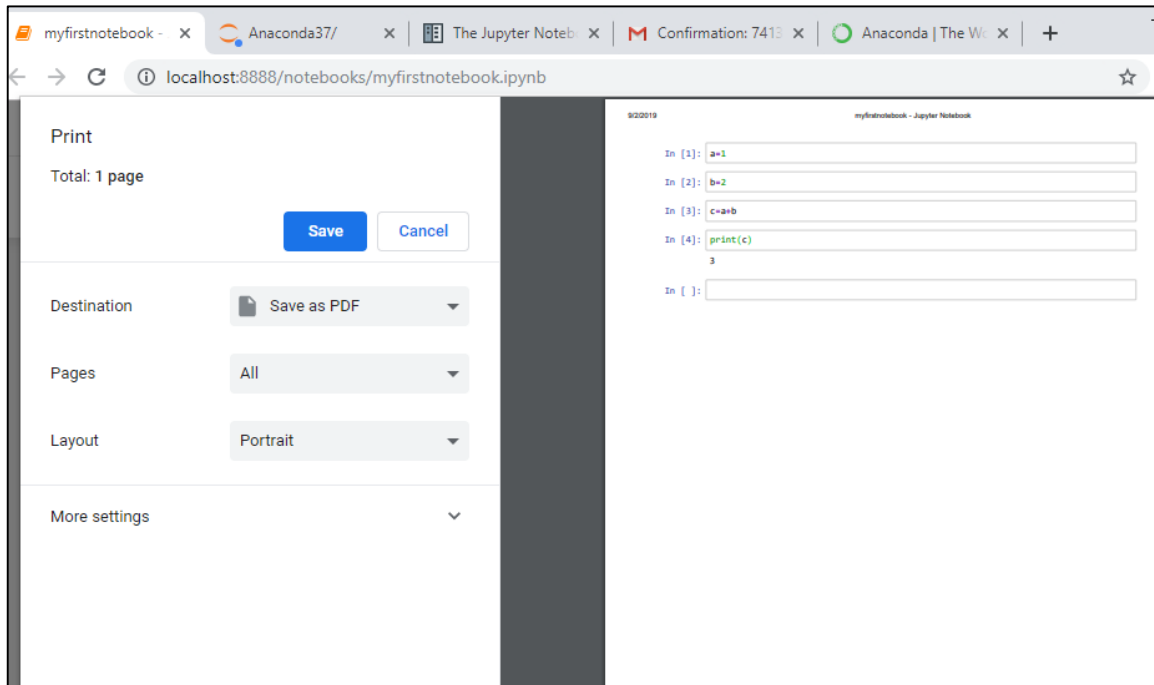 myfirstnotebook -
Anaconda37/
The Jupyter Noteb
Confirmation: 7413
Anaconda | The Wo
localhost:8888/notebooks/myfirstnotebook.ipynb
Print
Total: 1 page
Save
Cancel
Destination
Save as PDF
Pages
All
Layout
Portrait
More settings
9/2/2019
myfirstnotebook - Jupyter Notebook
In [1]: a=1
In [2]: b=2
In [3]: c=a+b
In [4]: print(c)
3
In [ ]: